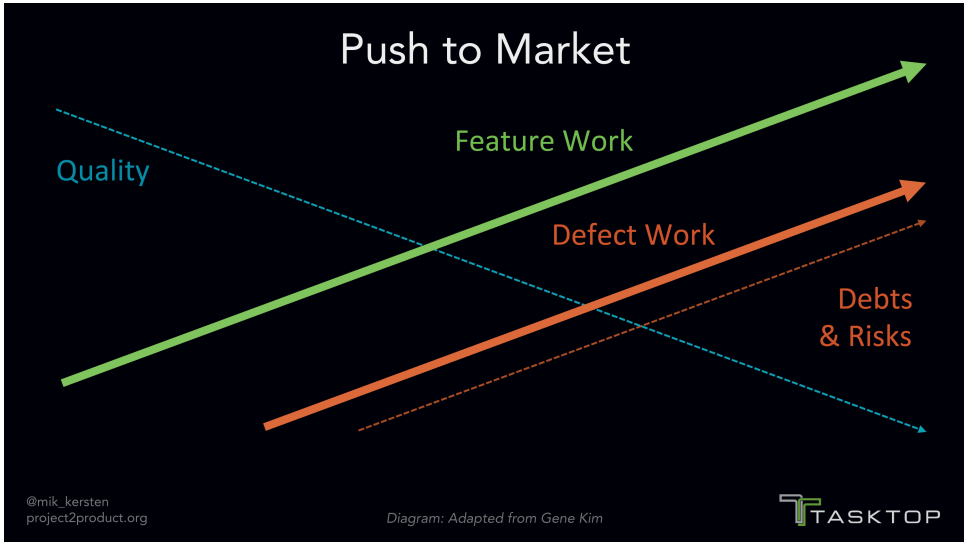 Push to Market
Feature Work
Quality
Defect Work
Debts
& Risks
@mik_kersten
project2product.org
Diagram: Adapted from Gene Kim
TASKTOP